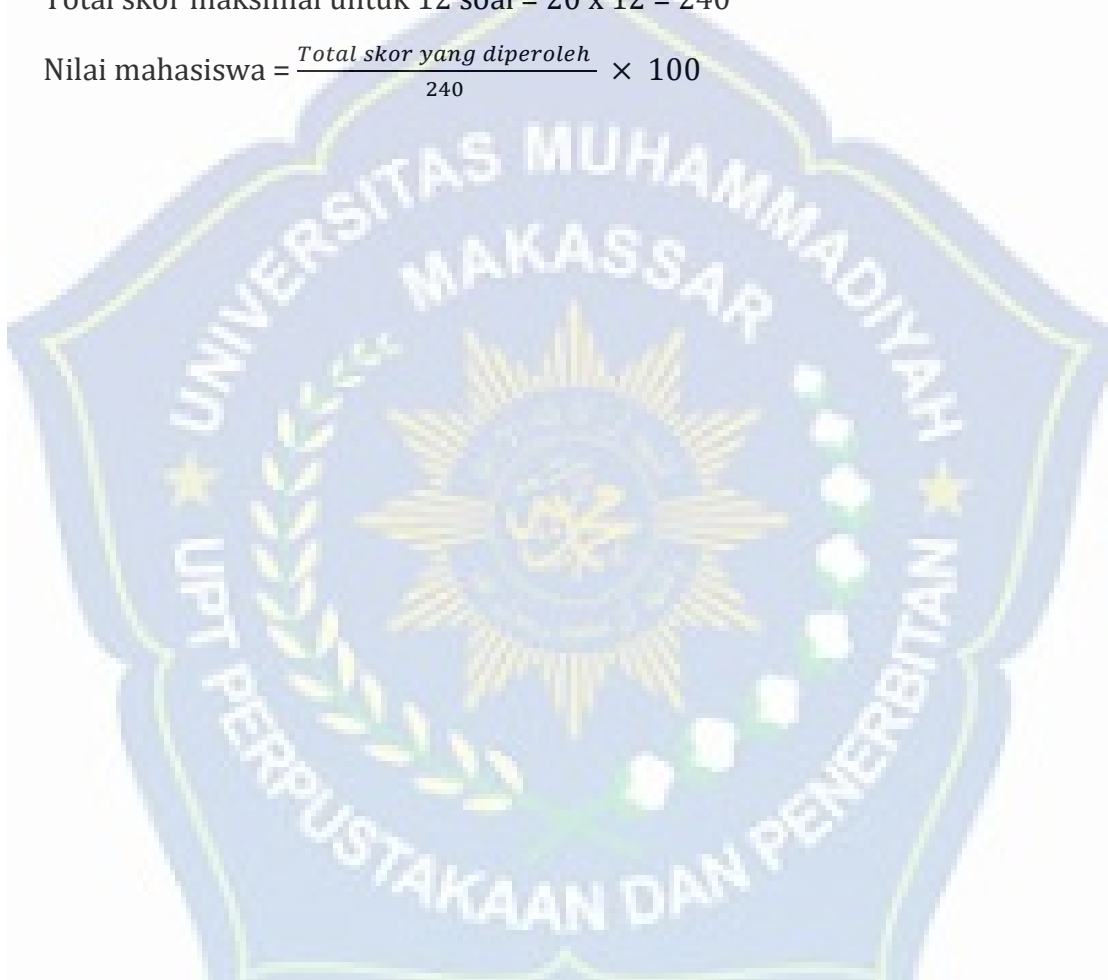 Total skor maksimal untuk 12 soal = 20 x 12 = 240
Nilai mahasiswa = \frac{Total skor yang diperoleh}{240} × 100
UNIVERSITAS MUHAMMADIYAH
MAKASSAR
UPT PERPUSTAKAAN DAN PENERBITAN